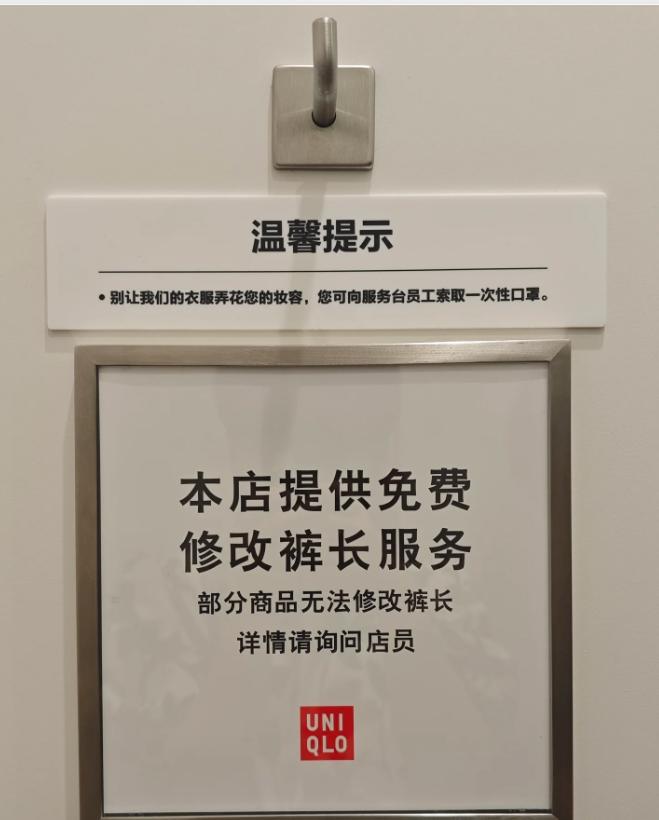 温馨提示
• 别让我们的衣服弄花您的妆容，您可向服务台员工索取一次性口罩。
本店提供免费
修改裤长服务
部分商品无法修改裤长
详情请询问店员
UNI
QLO